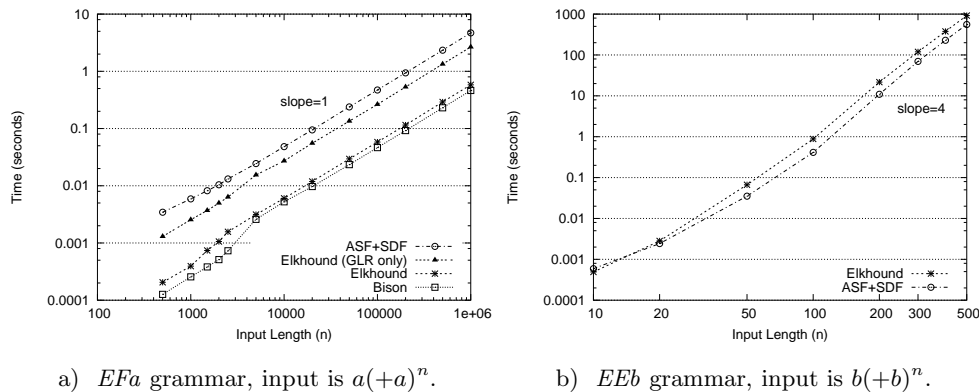 10
1
0.1
0.01
0.001
0.0001
Time (seconds)
slope=1
ASF+SDF
Elkhound (GLR only)
Elkhound
Bison
100 1000 10000 100000 1e+06
Input Length (n)
a) EFa grammar, input is a(+a)^n.
1000
100
10
1
0.1
0.01
0.001
0.0001
Time (seconds)
slope=4
Elkhound
ASF+SDF
10 20 50 100 200 300 500
Input Length (n)
b) EEb grammar, input is b(+b)^n.